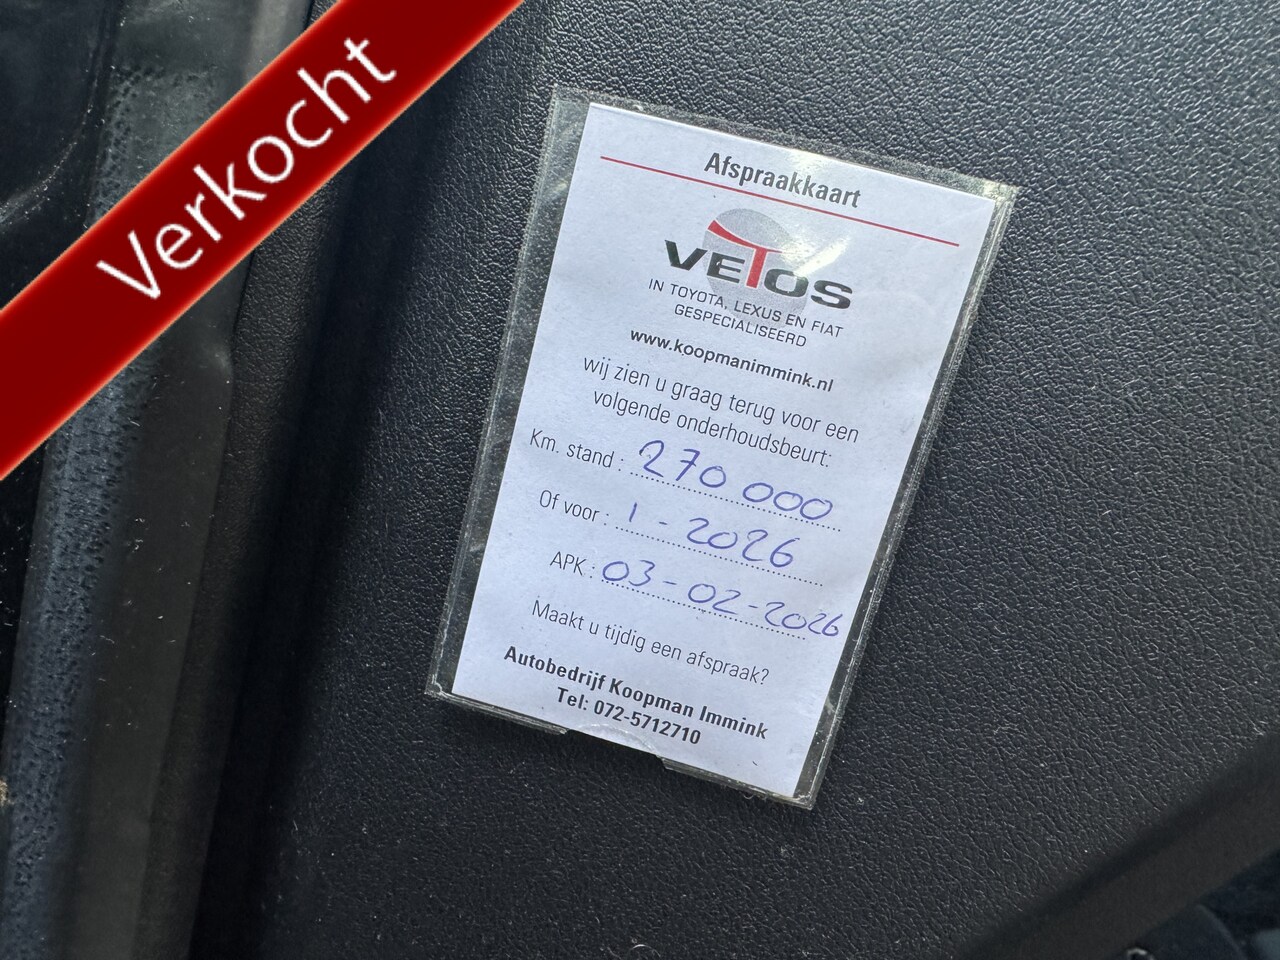 Verkocht
Afspraakkaart
VETOS
IN TOYOTA, LEXUS EN FIAT
GESPECIALISEERD
www.koopmanimmink.nl
wij zien u graag terug voor een
volgende onderhoudsbeurt:
Km. stand : 270 000
Of voor : 1 - 2026
APK : 03-02-2026
Maakt u tijdig een afspraak?
Autobedrijf Koopman Immink
Tel: 072-5712710